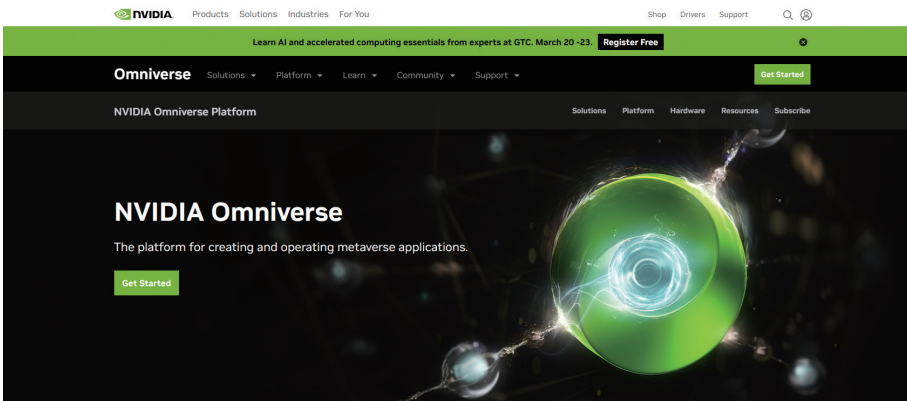 NVIDIA. Products Solutions Industries For You Shop Drivers Support
Learn AI and accelerated computing essentials from experts at GTC. March 20 -23. Register Free
Omniverse Solutions Platform Learn Community Support Get Started
NVIDIA Omniverse Platform Solutions Platform Hardware Resources Subscribe
NVIDIA Omniverse
The platform for creating and operating metaverse applications.
Get Started